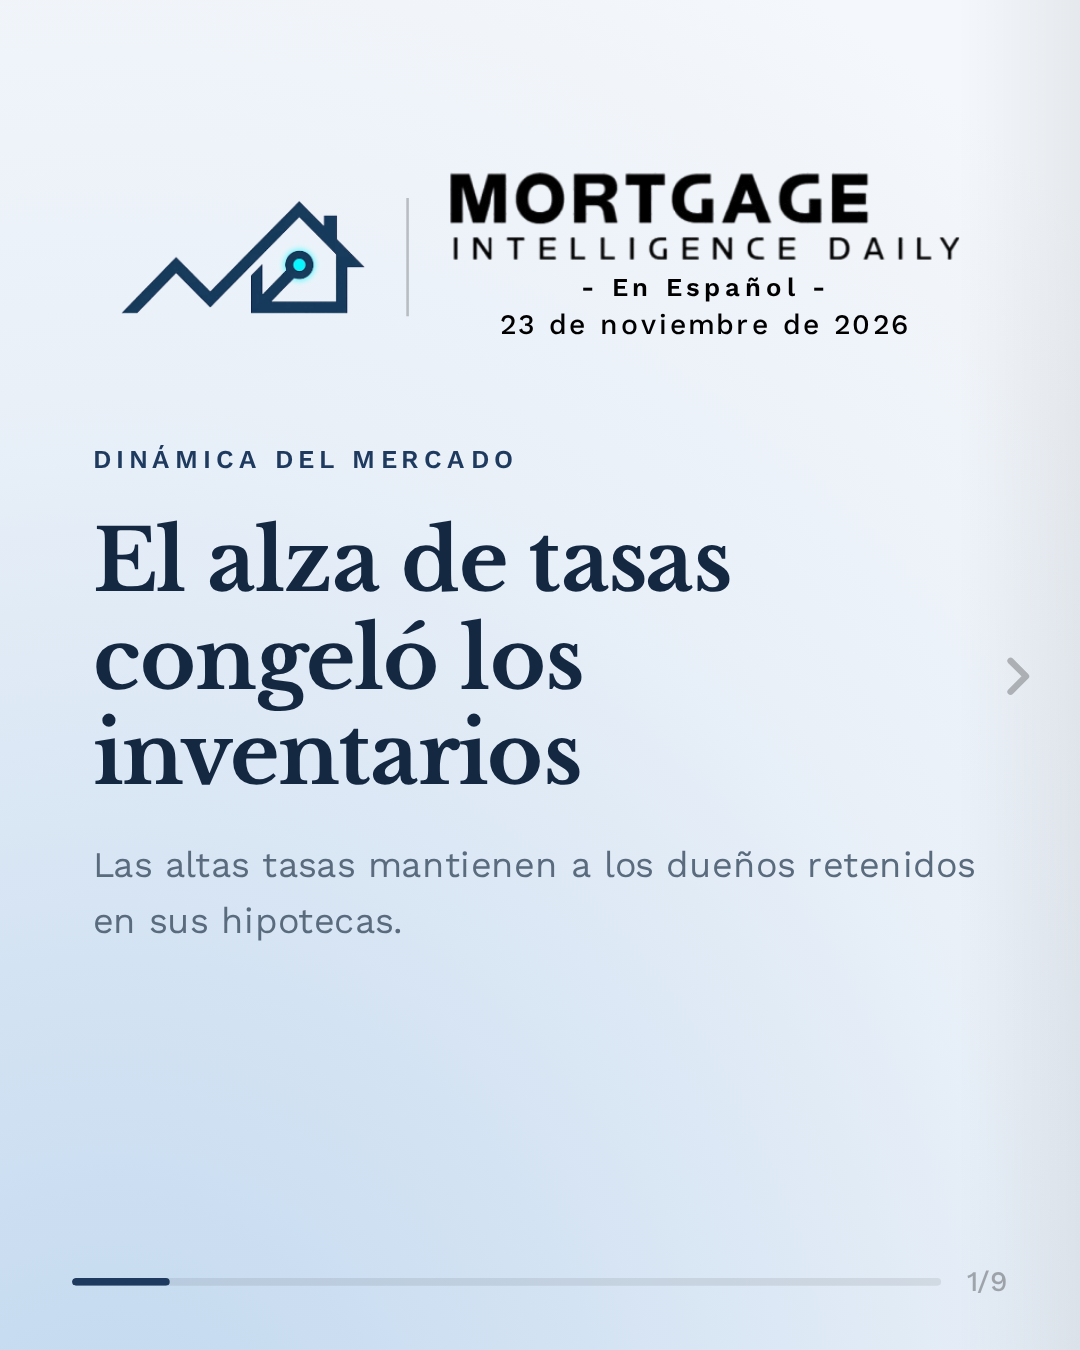 MORTGAGE
INTELLIGENCE DAILY
- En Español -
23 de noviembre de 2026
DINÁMICA DEL MERCADO
El alza de tasas
congeló los
inventarios
Las altas tasas mantienen a los dueños retenidos
en sus hipotecas.
1/9